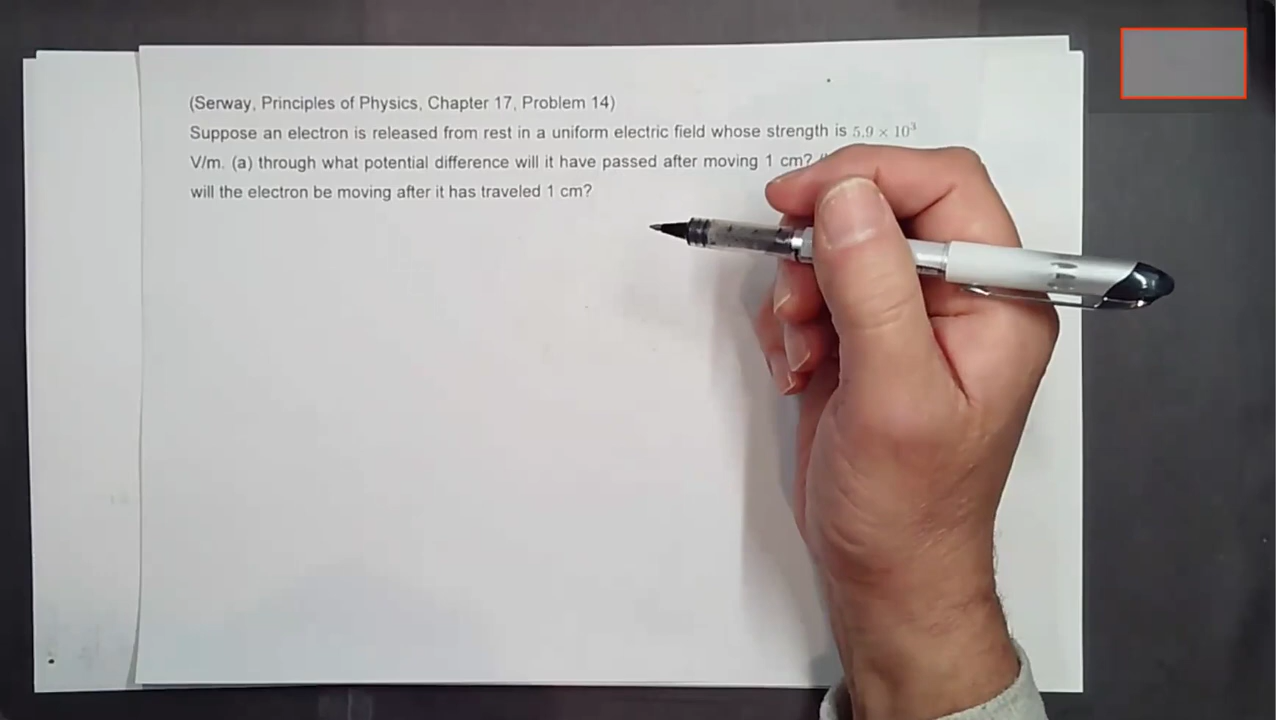 (Serway, Principles of Physics, Chapter 17, Problem 14)
Suppose an electron is released from rest in a uniform electric field whose strength is 5.9 × 10³
V/m. (a) through what potential difference will it have passed after moving 1 cm?
will the electron be moving after it has traveled 1 cm?